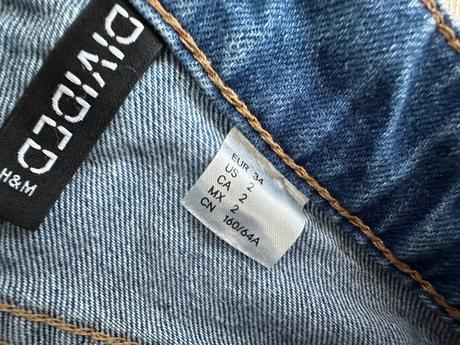 DIVIDED
H&M
EUR 34
US 2
CA 2
MX 2
CN 160/64A